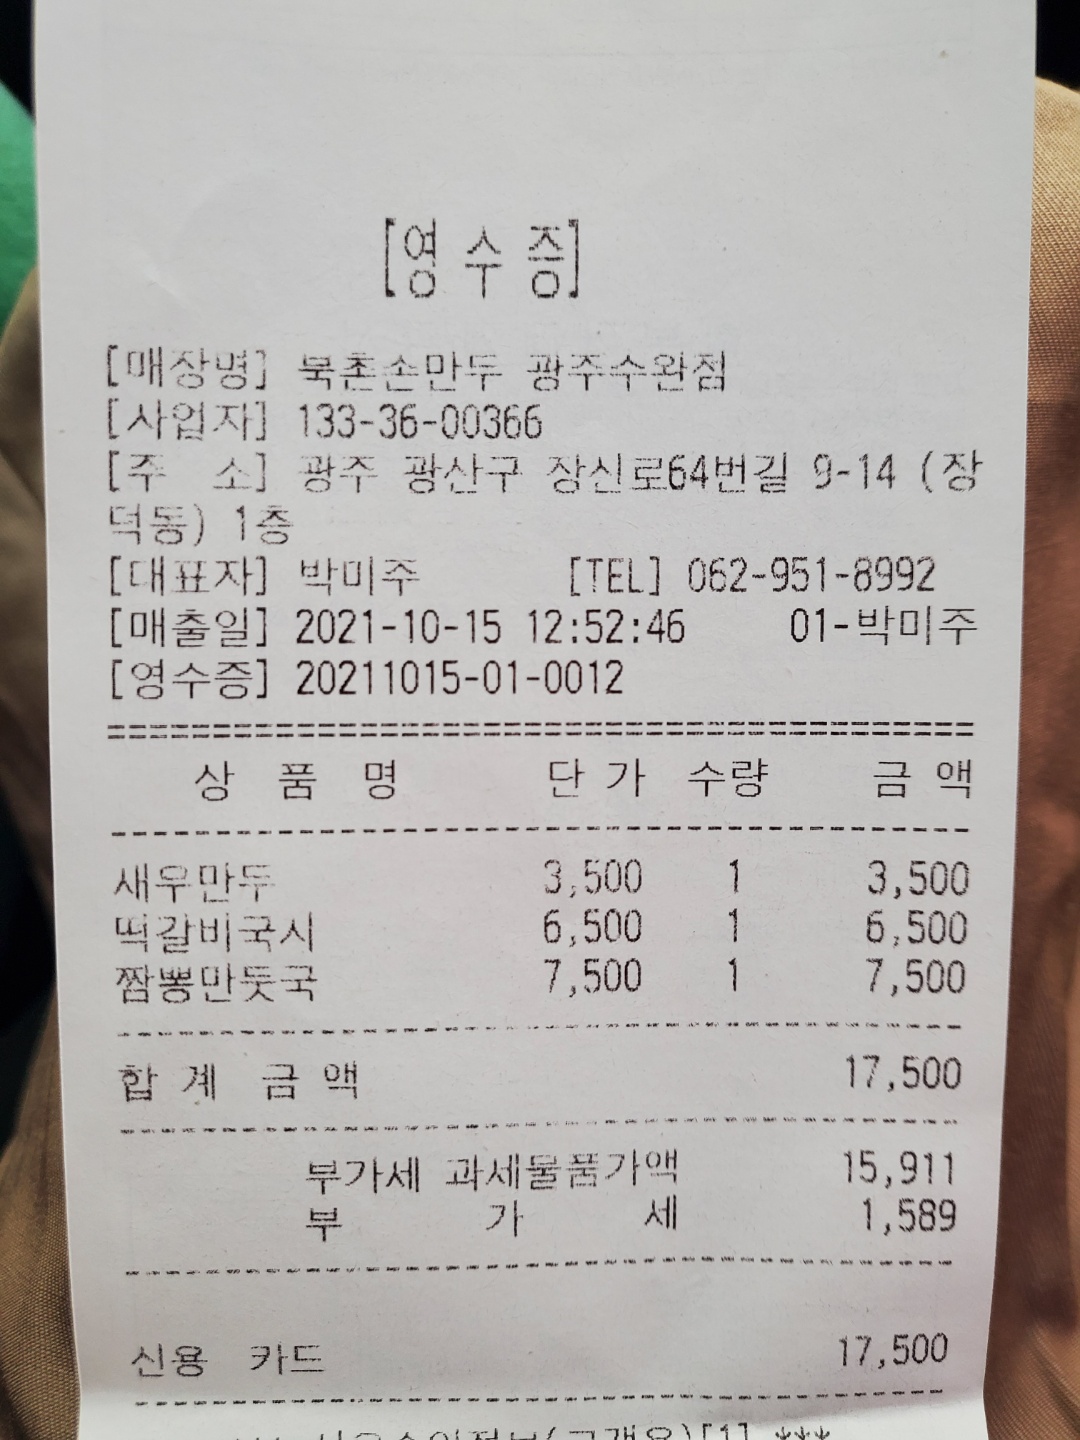 [영 수 증]
[매장명] 북촌손만두 광주수완점
[사업자] 133-36-00366
[주 소] 광주 광산구 장신로64번길 9-14 (장
덕동) 1층
[대표자] 박미주 [TEL] 062-951-8992
[매출일] 2021-10-15 12:52:46 01-박미주
[영수증] 20211015-01-0012
상 품 명 단 가 수량 금 액
새우만두 3,500 1 3,500
떡갈비국시 6,500 1 6,500
짬뽕만둣국 7,500 1 7,500
합 계 금 액 17,500
부가세 과세물품가액 15,911
부 가 세 1,589
신용 카드 17,500